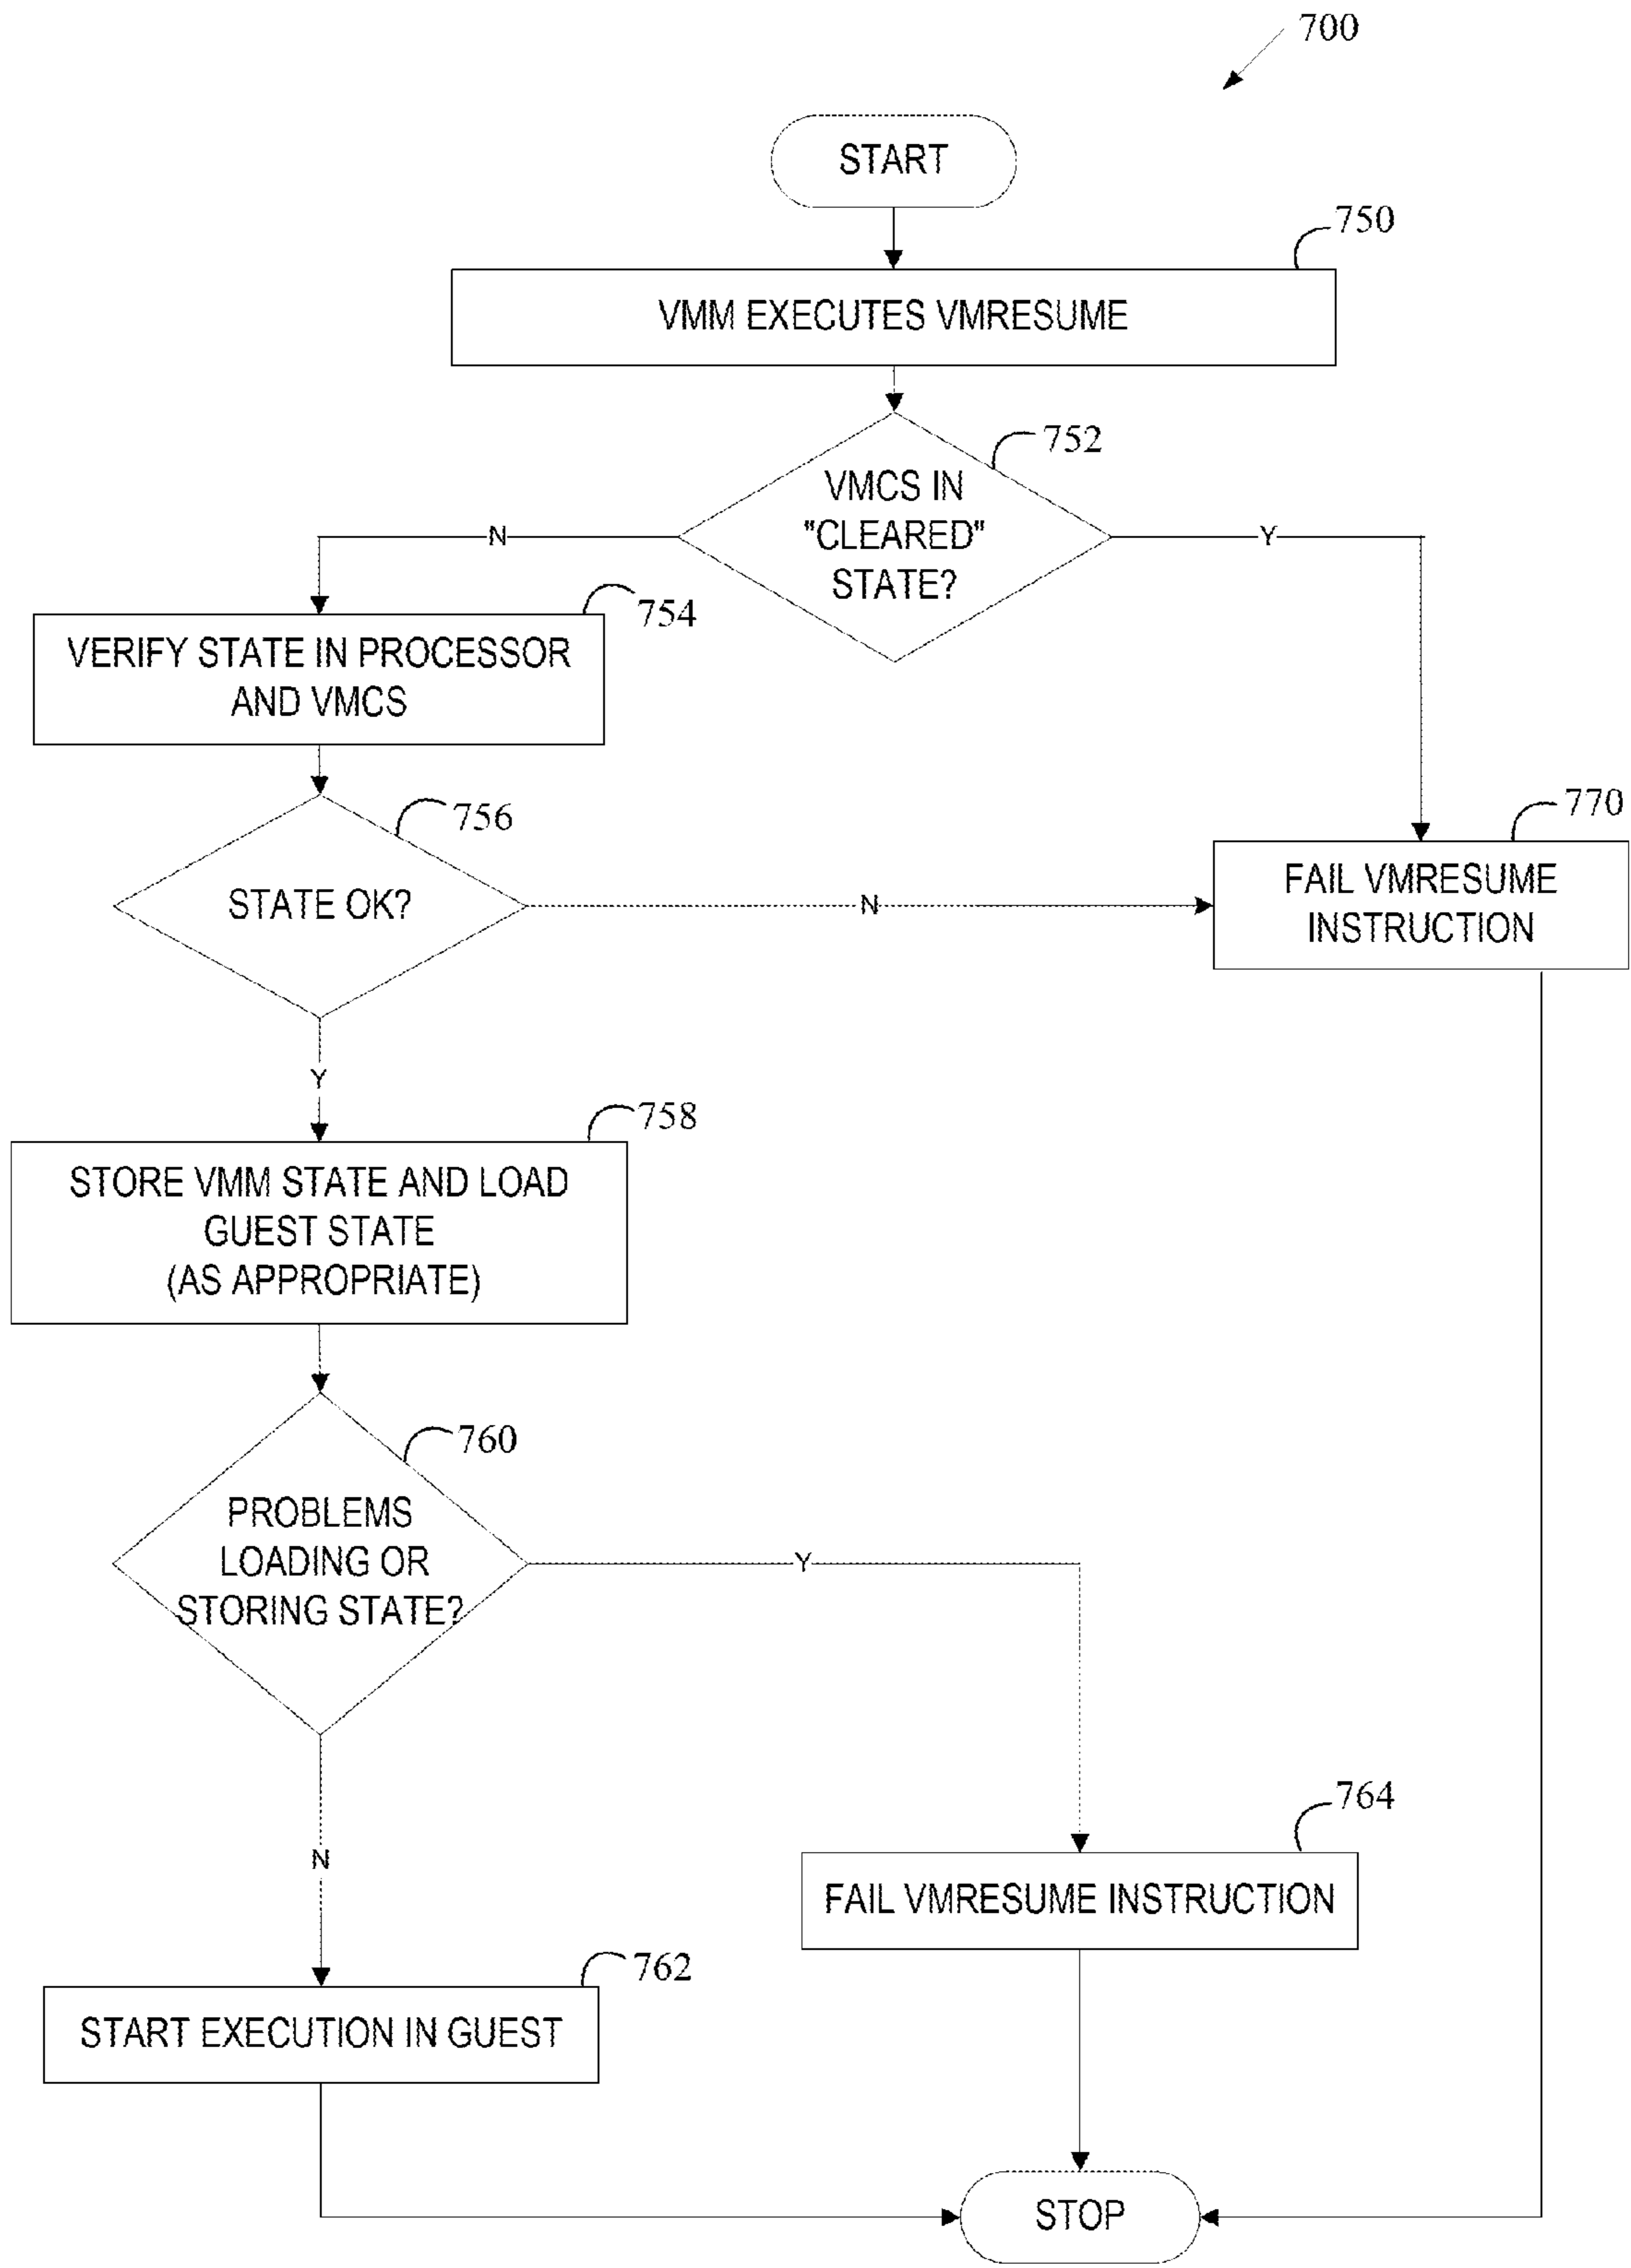 700
START
750
VMM EXECUTES VMRESUME
752
VMCS IN
"CLEARED"
STATE?
N
Y
754
VERIFY STATE IN PROCESSOR
AND VMCS
756
STATE OK?
N
770
FAIL VMRESUME
INSTRUCTION
Y
758
STORE VMM STATE AND LOAD
GUEST STATE
(AS APPROPRIATE)
760
PROBLEMS
LOADING OR
STORING STATE?
Y
N
764
FAIL VMRESUME INSTRUCTION
762
START EXECUTION IN GUEST
STOP